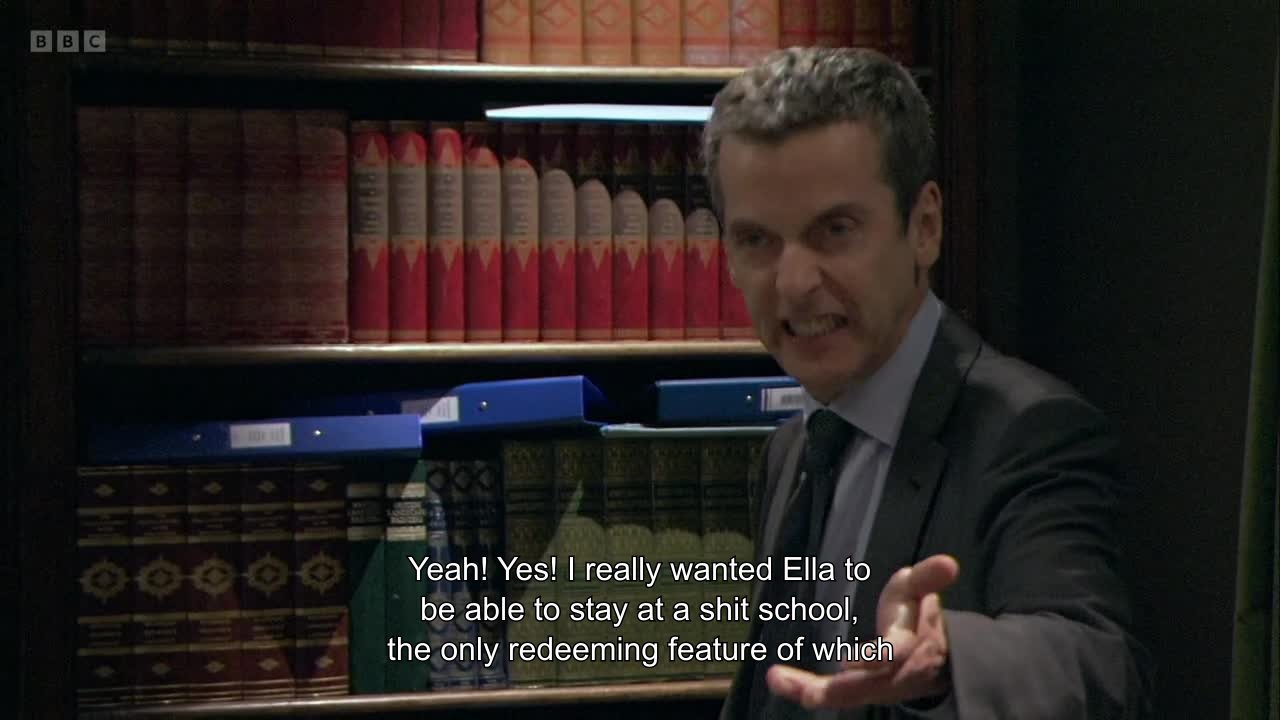 BBC
Yeah! Yes! I really wanted Ella to
be able to stay at a shit school,
the only redeeming feature of which